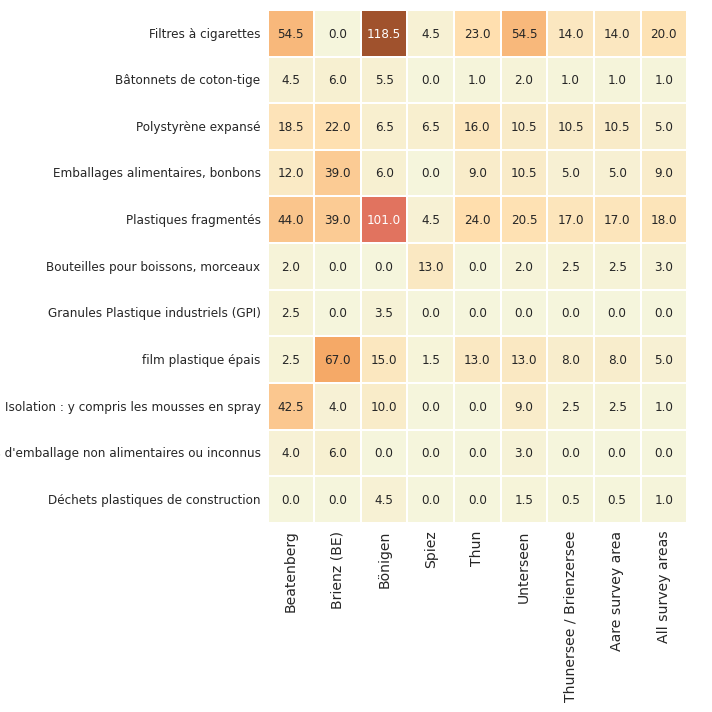 Filtres à cigarettes 54.5 0.0 118.5 4.5 23.0 54.5 14.0 14.0 20.0
Bâtonnets de coton-tige 4.5 6.0 5.5 0.0 1.0 2.0 1.0 1.0 1.0
Polystyrène expansé 18.5 22.0 6.5 6.5 16.0 10.5 10.5 10.5 5.0
Emballages alimentaires, bonbons 12.0 39.0 6.0 0.0 9.0 10.5 5.0 5.0 9.0
Plastiques fragmentés 44.0 39.0 101.0 4.5 24.0 20.5 17.0 17.0 18.0
Bouteilles pour boissons, morceaux 2.0 0.0 0.0 13.0 0.0 2.0 2.5 2.5 3.0
Granules Plastique industriels (GPI) 2.5 0.0 3.5 0.0 0.0 0.0 0.0 0.0 0.0
film plastique épais 2.5 67.0 15.0 1.5 13.0 13.0 8.0 8.0 5.0
Isolation : y compris les mousses en spray 42.5 4.0 10.0 0.0 0.0 9.0 2.5 2.5 1.0
d'emballage non alimentaires ou inconnus 4.0 6.0 0.0 0.0 0.0 3.0 0.0 0.0 0.0
Déchets plastiques de construction 0.0 0.0 4.5 0.0 0.0 1.5 0.5 0.5 1.0
Beatenberg
Brienz (BE)
Bönigen
Spiez
Thun
Unterseen
Thunersee / Brienzersee
Aare survey area
All survey areas